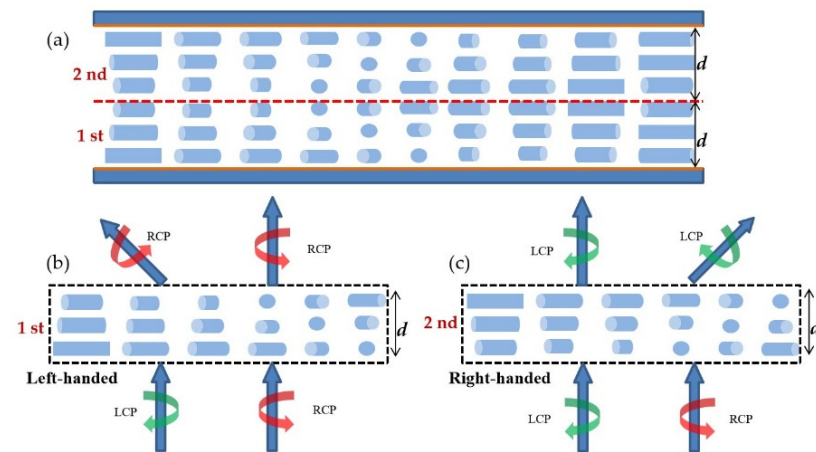 (a)
2 nd
d
1 st
d
RCP
RCP
LCP
LCP
(b)
(c)
1 st
d
2 nd
d
Left-handed
Right-handed
LCP
RCP
LCP
RCP